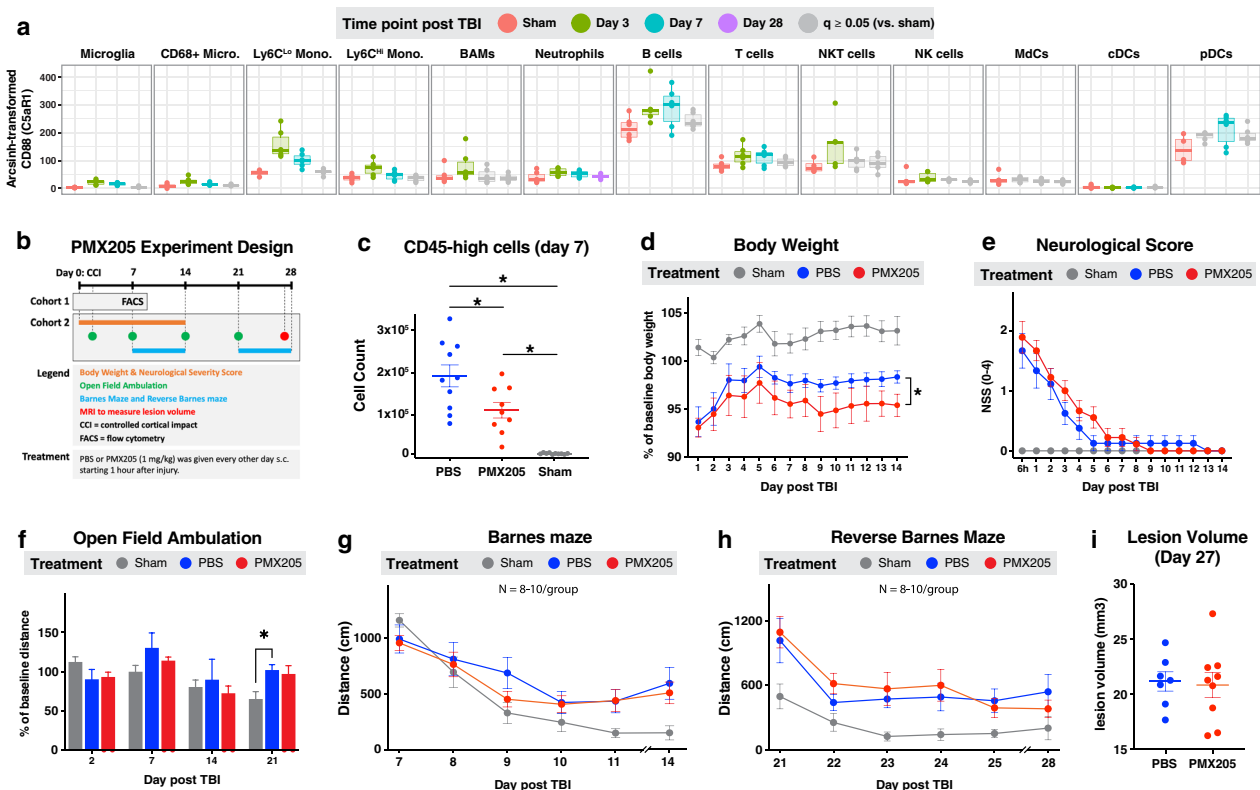 a
Time point post TBI Sham Day 3 Day 7 Day 28 q ≥ 0.05 (vs. sham)
Microglia CD68+ Micro. Ly6CLo Mono. Ly6CHi Mono. BAMs Neutrophils B cells T cells NKT cells NK cells MdCs cDCs pDCs
Arcsinh-transformed
CD88 (C5aR1)
400
300
200
100
0
b
PMX205 Experiment Design
Day 0: CCI 7 14 21 28
Cohort 1 FACS
Cohort 2
Legend
Body Weight & Neurological Severity Score
Open Field Ambulation
Barnes Maze and Reverse Barnes maze
MRI to measure lesion volume
CCI = controlled cortical impact
FACS = flow cytometry
Treatment
PBS or PMX205 (1 mg/kg) was given every other day s.c.
starting 1 hour after injury.
c
CD45-high cells (day 7)
Cell Count
3x10⁵
2x10⁵
1x10⁵
0
* * *
PBS PMX205 Sham
d
Body Weight
Treatment Sham PBS PMX205
% of baseline body weight
105
100
95
90
*
1 2 3 4 5 6 7 8 9 10 11 12 13 14
Day post TBI
e
Neurological Score
Treatment Sham PBS PMX205
NSS (0-4)
2
1
0
6h 1 2 3 4 5 6 7 8 9 10 11 12 13 14
Day post TBI
f
Open Field Ambulation
Treatment Sham PBS PMX205
% of baseline distance
150
100
50
0
*
2 7 14 21
Day post TBI
g
Barnes maze
Treatment Sham PBS PMX205
N = 8-10/group
Distance (cm)
1000
500
0
7 8 9 10 11 14
Day post TBI
h
Reverse Barnes Maze
Treatment Sham PBS PMX205
N = 8-10/group
Distance (cm)
1200
600
0
21 22 23 24 25 28
Day post TBI
i
Lesion Volume
(Day 27)
lesion volume (mm3)
30
25
20
15
PBS PMX205